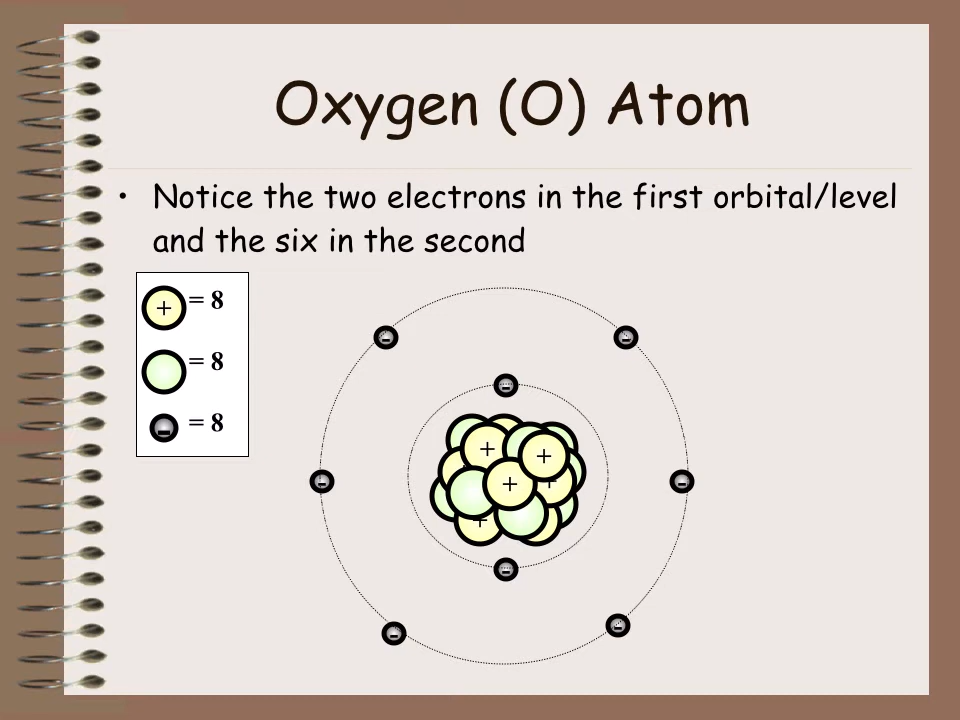 Oxygen (O) Atom
• Notice the two electrons in the first orbital/level
and the six in the second
+ = 8
= 8
- = 8
-
-
-
+
+
+
+
+
-
-
-
-
-